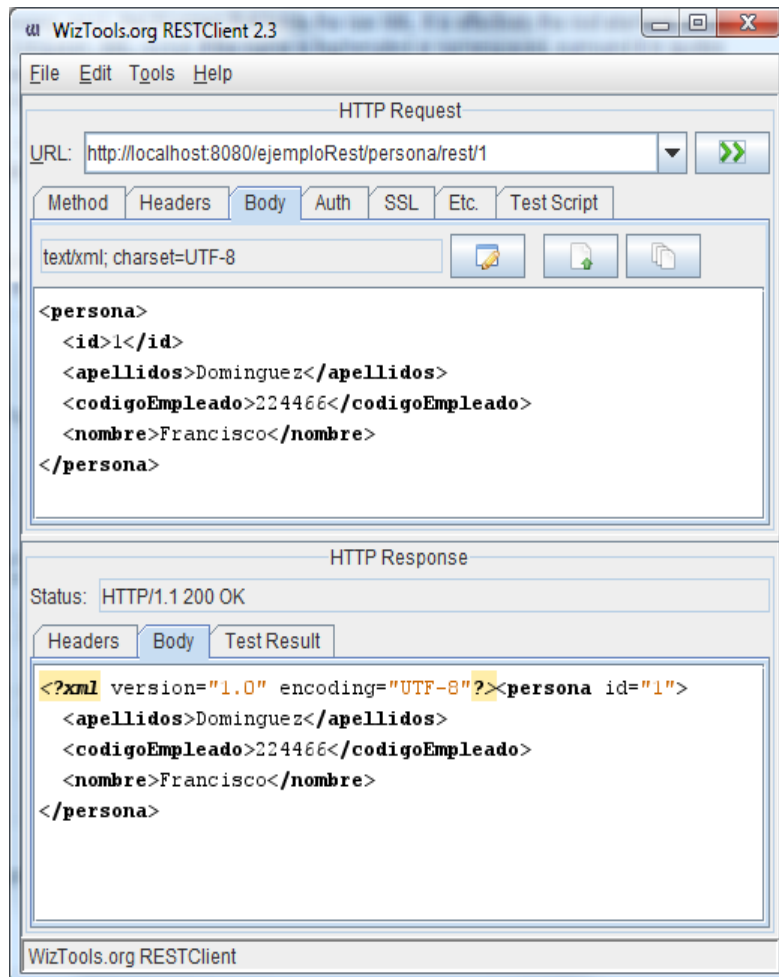 WizTools.org RESTClient 2.3
File Edit Tools Help
HTTP Request
URL: http://localhost:8080/ejemploRest/persona/rest/1
Method Headers Body Auth SSL Etc. Test Script
text/xml; charset=UTF-8
<persona>
<id>1</id>
<apellidos>Dominguez</apellidos>
<codigoEmpleado>224466</codigoEmpleado>
<nombre>Francisco</nombre>
</persona>
HTTP Response
Status: HTTP/1.1 200 OK
Headers Body Test Result
<?xml version="1.0" encoding="UTF-8"?><persona id="1">
<apellidos>Dominguez</apellidos>
<codigoEmpleado>224466</codigoEmpleado>
<nombre>Francisco</nombre>
</persona>
WizTools.org RESTClient